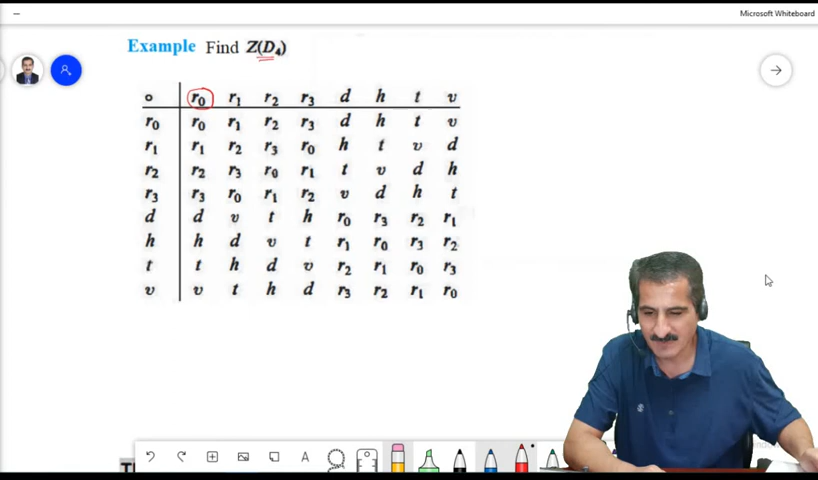 Microsoft Whiteboard
Example Find Z(D₄)
∘ r₀ r₁ r₂ r₃ d h t v
r₀ r₀ r₁ r₂ r₃ d h t v
r₁ r₁ r₂ r₃ r₀ h t v d
r₂ r₂ r₃ r₀ r₁ t v d h
r₃ r₃ r₀ r₁ r₂ v d h t
d d v t h r₀ r₃ r₂ r₁
h h d v t r₁ r₀ r₃ r₂
t t h d v r₂ r₁ r₀ r₃
v v t h d r₃ r₂ r₁ r₀